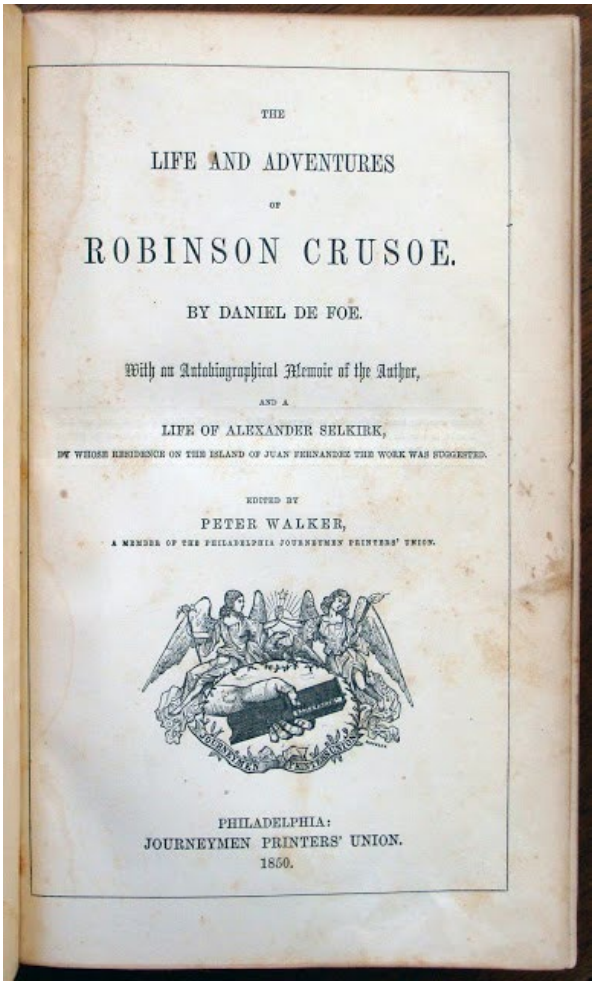 THE
LIFE AND ADVENTURES
OF
ROBINSON CRUSOE.
BY DANIEL DE FOE.
With an Autobiographical Memoir of the Author,
AND A
LIFE OF ALEXANDER SELKIRK,
BY WHOSE RESIDENCE ON THE ISLAND OF JUAN FERNANDEZ THE WORK WAS SUGGESTED.
EDITED BY
PETER WALKER,
A MEMBER OF THE PHILADELPHIA JOURNEYMEN PRINTERS' UNION.
JOURNEYMEN PRINTERS UNION
PHILADELPHIA:
JOURNEYMEN PRINTERS' UNION.
1850.